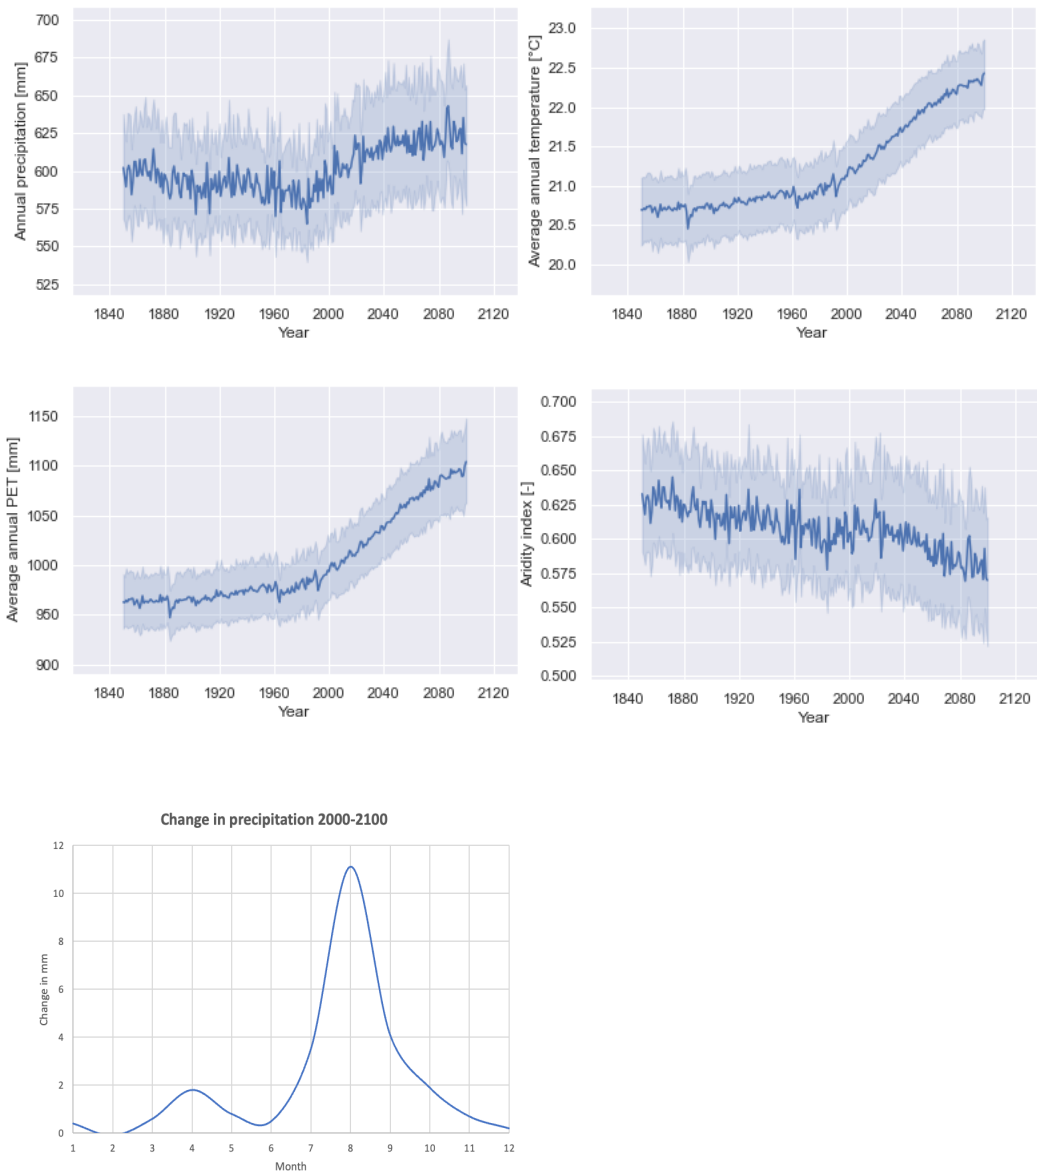 Annual precipitation [mm]
700
675
650
625
600
575
550
525
1840 1880 1920 1960 2000 2040 2080 2120
Year
Average annual temperature [°C]
23.0
22.5
22.0
21.5
21.0
20.5
20.0
1840 1880 1920 1960 2000 2040 2080 2120
Year
Average annual PET [mm]
1150
1100
1050
1000
950
900
1840 1880 1920 1960 2000 2040 2080 2120
Year
Aridity index [-]
0.700
0.675
0.650
0.625
0.600
0.575
0.550
0.525
0.500
1840 1880 1920 1960 2000 2040 2080 2120
Year
Change in precipitation 2000-2100
Change in mm
12
10
8
6
4
2
0
1 2 3 4 5 6 7 8 9 10 11 12
Month